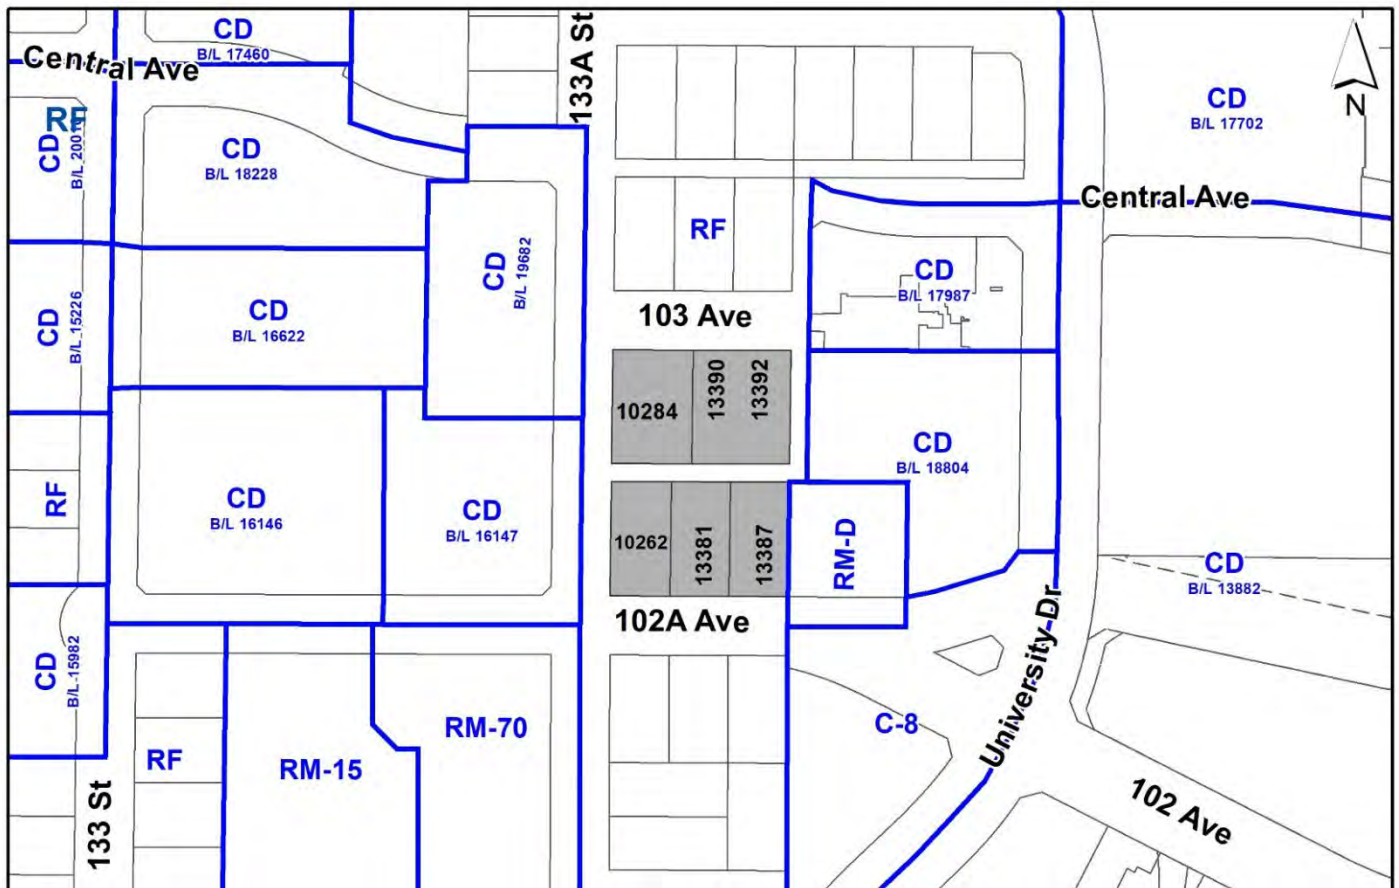 CD
B/L 17460
133A St
Central Ave
N
RF
CD
CD
B/L 18228
CD
B/L 17702
Central Ave
RF
CD
B/L 19682
CD
B/L 17987
CD
B/L 15226
CD
B/L 16622
103 Ave
10284
13390
13392
CD
B/L 18804
RF
CD
B/L 16146
CD
B/L 16147
10262
13381
13387
RM-D
CD
B/L 13882
102A Ave
CD
B/L 15982
University Dr
C-8
RM-70
RF
RM-15
133 St
102 Ave